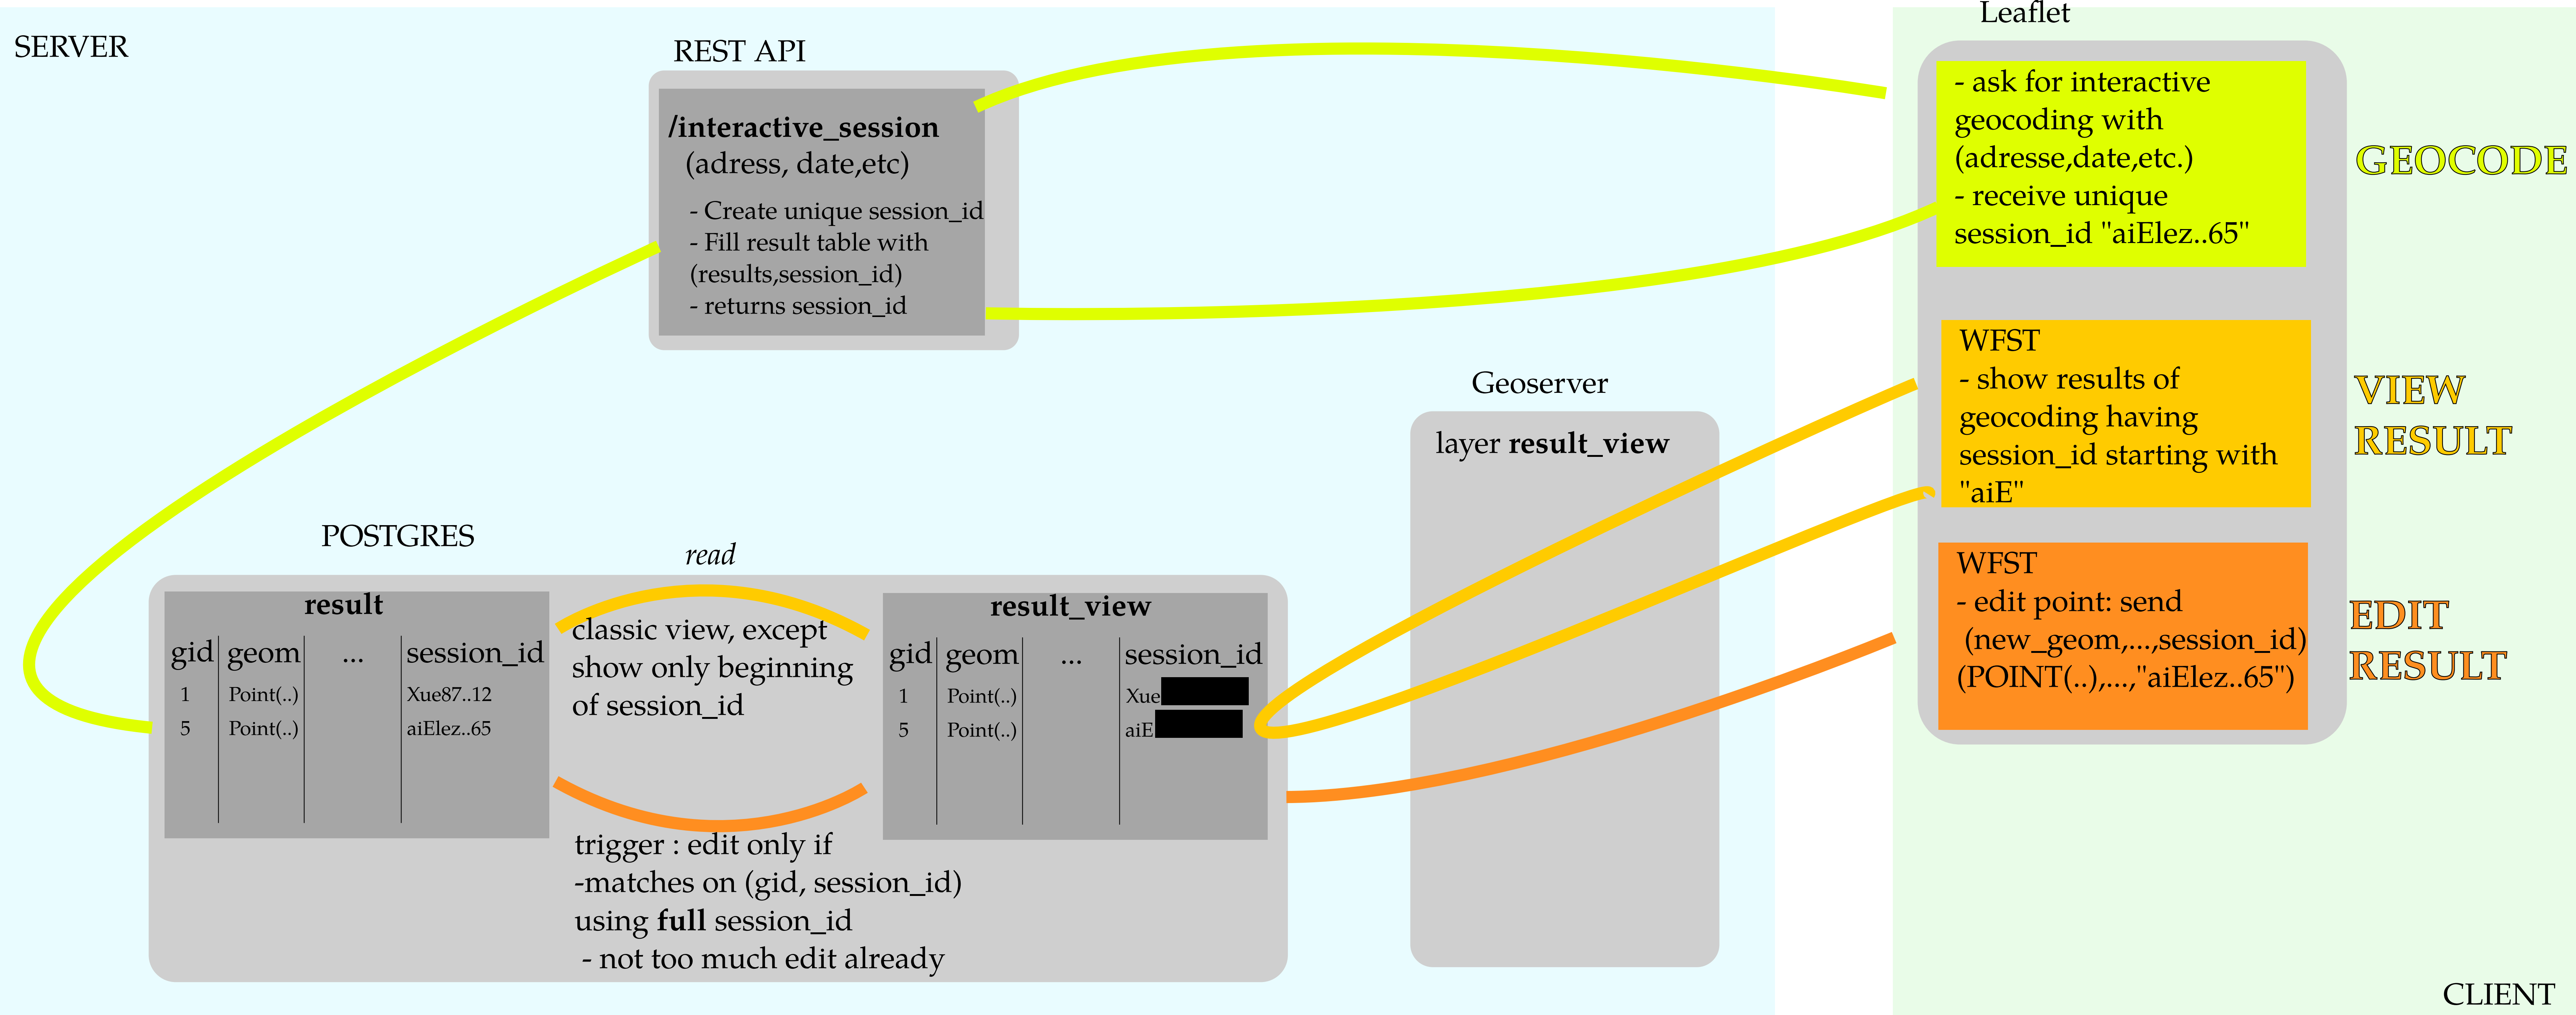 SERVER
REST API
/interactive_session
(adress, date,etc)
- Create unique session_id
- Fill result table with
(results,session_id)
- returns session_id
Leaflet
- ask for interactive
geocoding with
(adresse,date,etc.)
- receive unique
session_id "aiElez..65"
GEOCODE
WFST
- show results of
geocoding having
session_id starting with
"aiE"
VIEW
RESULT
WFST
- edit point: send
(new_geom,...,session_id)
(POINT(..),...,"aiElez..65")
EDIT
RESULT
Geoserver
layer result_view
POSTGRES
read
result
gid geom ... session_id
1 Point(..) Xue87..12
5 Point(..) aiElez..65
classic view, except
show only beginning
of session_id
result_view
gid geom ... session_id
1 Point(..) Xue
5 Point(..) aiE
trigger : edit only if
-matches on (gid, session_id)
using full session_id
- not too much edit already
CLIENT